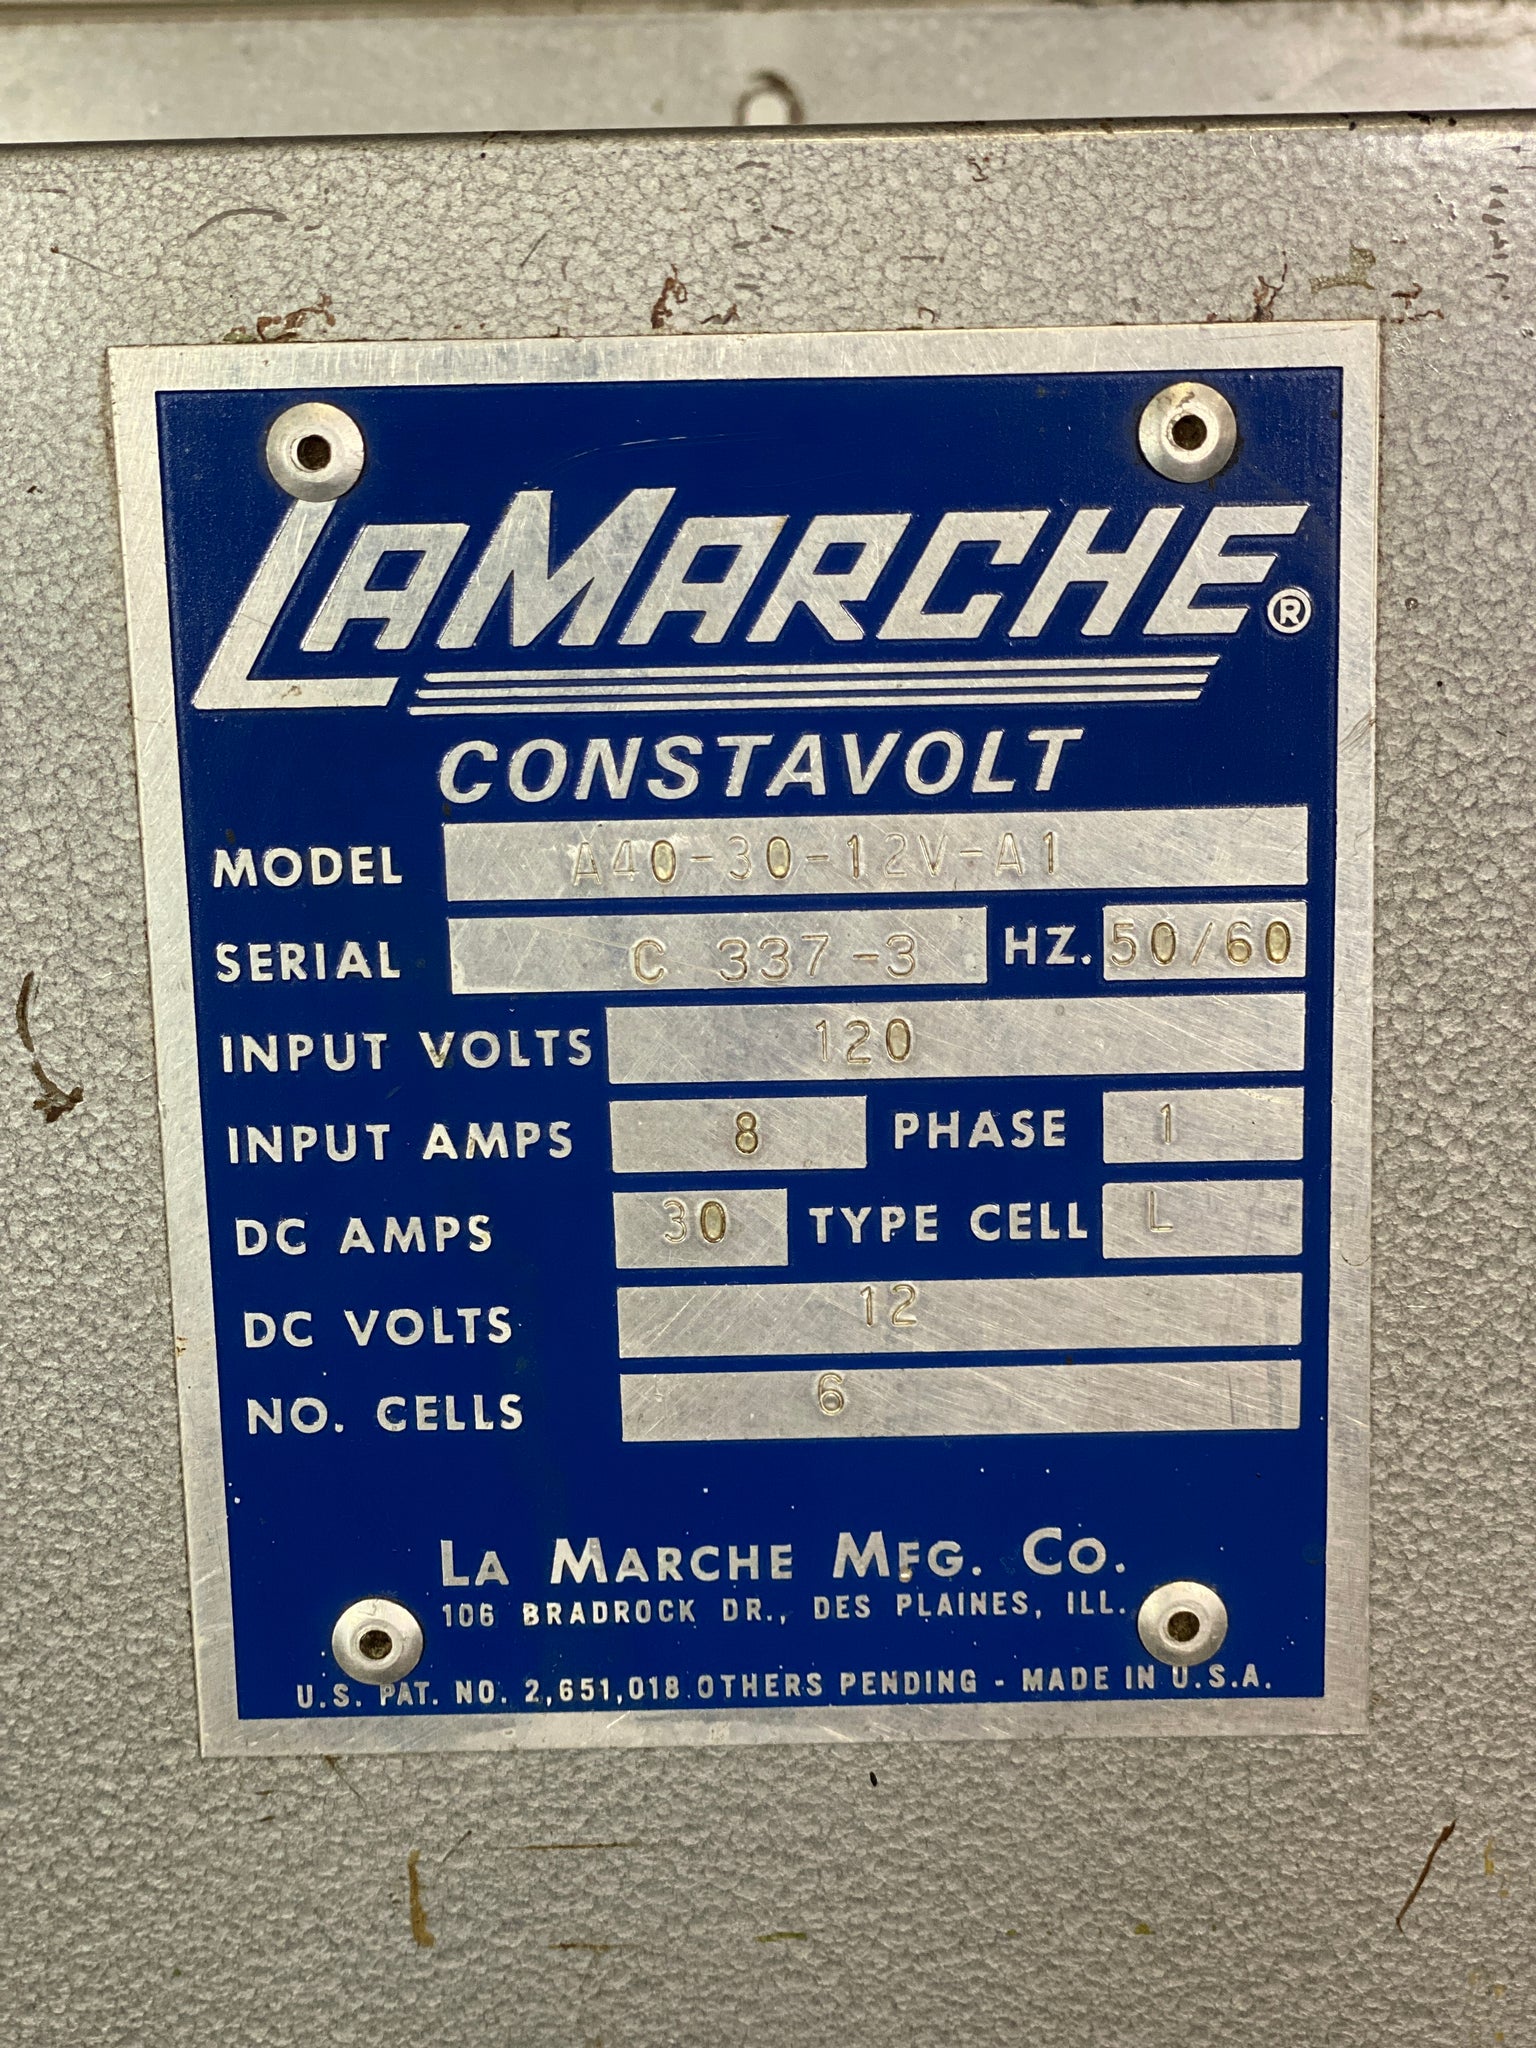 LAMARCHE®
CONSTAVOLT
MODEL A40-30-12V-A1
SERIAL C 337-3 HZ. 50/60
INPUT VOLTS 120
INPUT AMPS 8 PHASE 1
DC AMPS 30 TYPE CELL L
DC VOLTS 12
NO. CELLS 6
LA MARCHE MFG. CO.
106 BRADROCK DR., DES PLAINES, ILL.
U.S. PAT. NO. 2,651,018 OTHERS PENDING - MADE IN U.S.A.